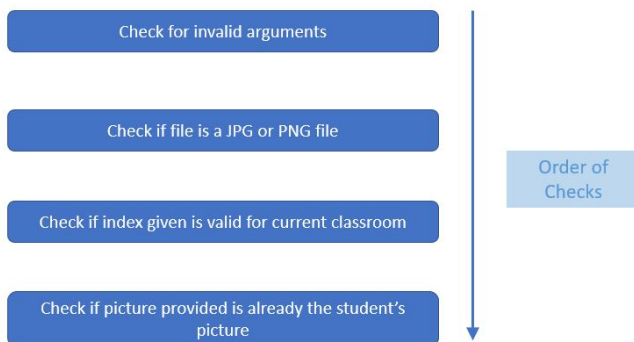 Check for invalid arguments
Check if file is a JPG or PNG file
Order of
Checks
Check if index given is valid for current classroom
Check if picture provided is already the student's
picture